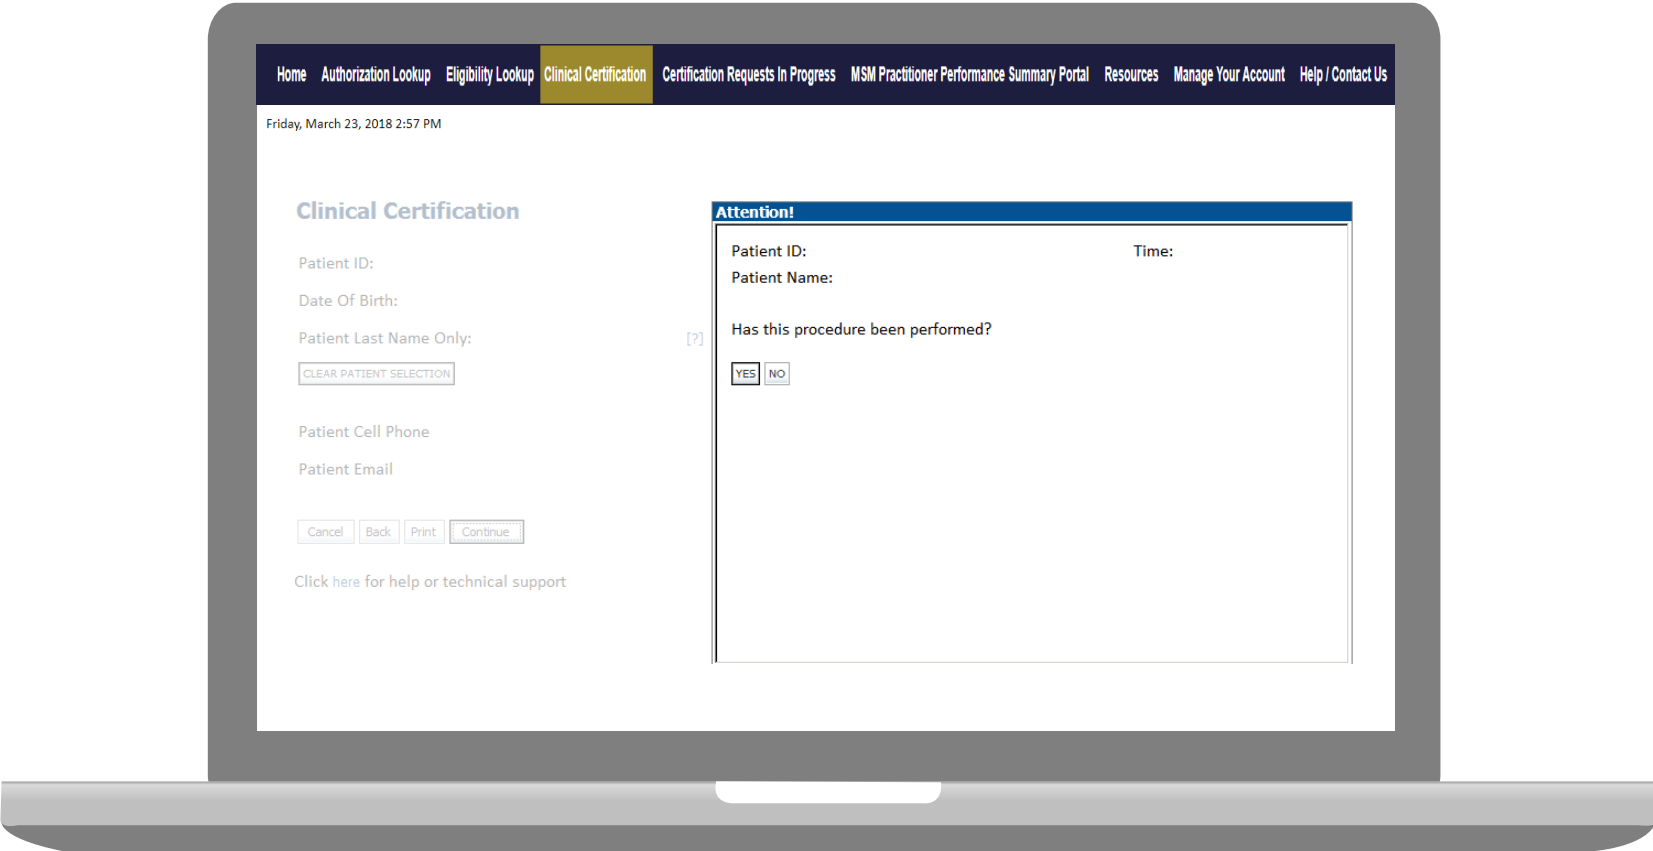 Home Authorization Lookup Eligibility Lookup Clinical Certification Certification Requests In Progress MSM Practitioner Performance Summary Portal Resources Manage Your Account Help / Contact Us
Friday, March 23, 2018 2:57 PM
Clinical Certification
Patient ID:
Date Of Birth:
Patient Last Name Only: [?]
CLEAR PATIENT SELECTION
Patient Cell Phone
Patient Email
Cancel Back Print Continue
Click here for help or technical support
Attention!
Patient ID: Time:
Patient Name:
Has this procedure been performed?
YES NO